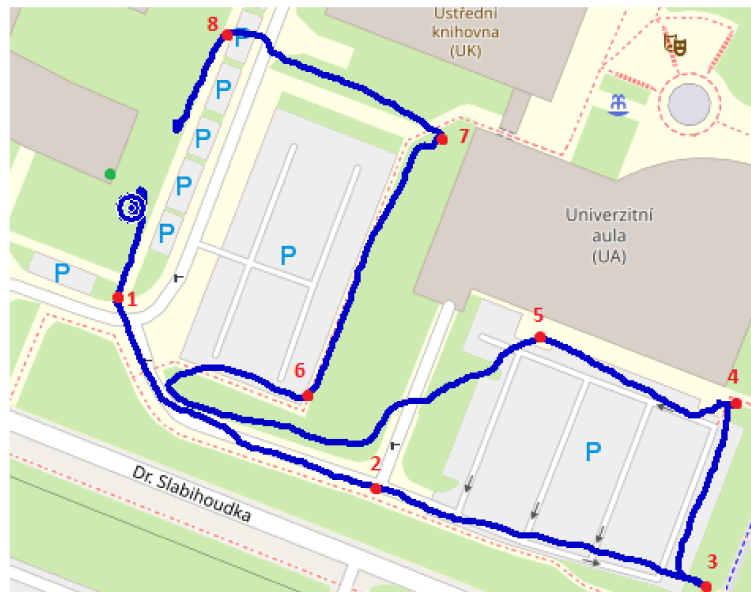 8
Ústřední
knihovna
(UK)
P
P
P
7
P
Univerzitní
aula
(UA)
P
P
P
1
5
6
4
P
2
Dr. Slabihoudka
3